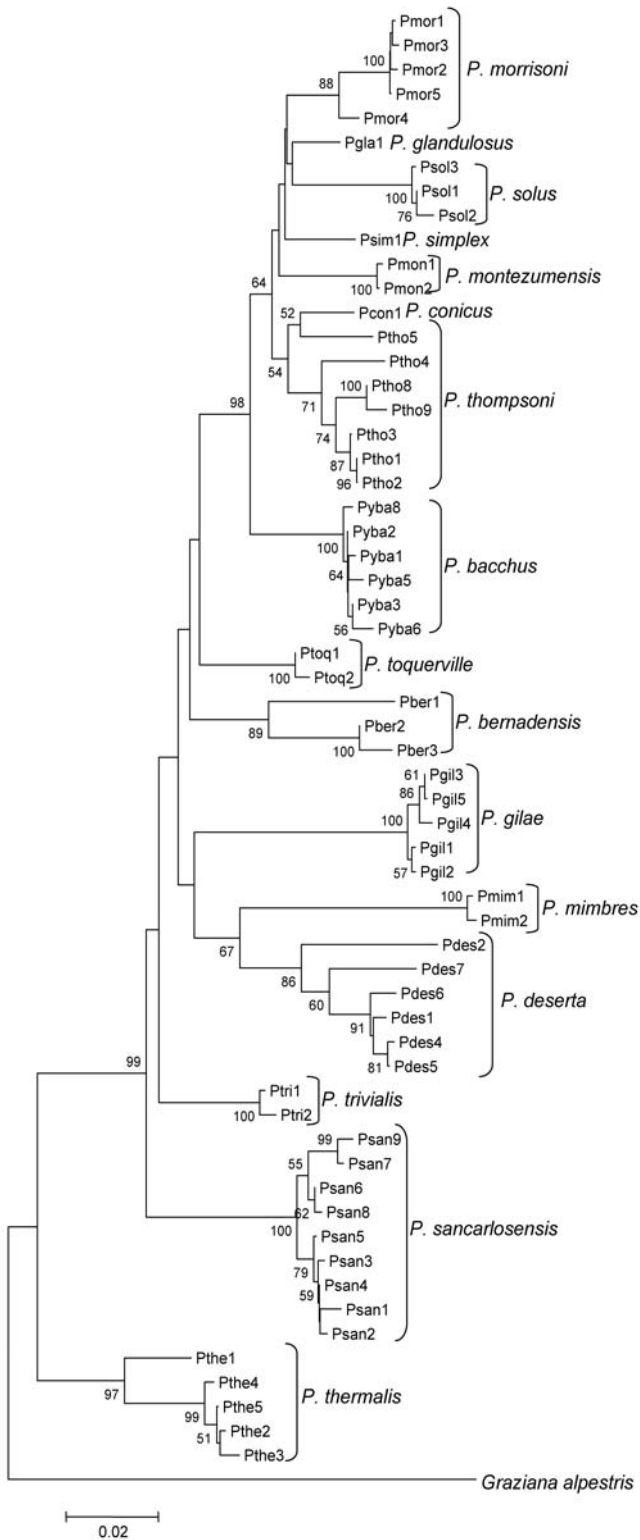 Pmor1
Pmor3
100 Pmor2 P. morrisoni
Pmor5
88
Pmor4
Pgla1 P. glandulosus
Psol3
100 Psol1 P. solus
76 Psol2
Psim1 P. simplex
Pmon1 P. montezumensis
64
100 Pmon2
52 Pcon1 P. conicus
Ptho5
54 Ptho4
100 Ptho8 P. thompsoni
71 Ptho9
98
74 Ptho3
87 Ptho1
96 Ptho2
Pyba8
Pyba2
100 Pyba1 P. bacchus
64 Pyba5
Pyba3
56 Pyba6
Ptoq1 P. toquerville
100 Ptoq2
Pber1
Pber2 P. bernadensis
89
100 Pber3
61 Pgil3
86 Pgil5
Pgil4 P. gilae
100
Pgil1
57 Pgil2
100 Pmim1 P. mimbres
Pmim2
67 Pdes2
86 Pdes7
60 Pdes6 P. deserta
91 Pdes1
Pdes4
81 Pdes5
99
Ptri1 P. trivialis
100 Ptri2
99 Psan9
55 Psan7
Psan6
62 Psan8
100 P. sancarlosensis
Psan5
79 Psan3
Psan4
59
Psan1
Psan2
Pthe1
97 Pthe4
99 Pthe5 P. thermalis
51 Pthe2
Pthe3
Graziana alpestris
0.02